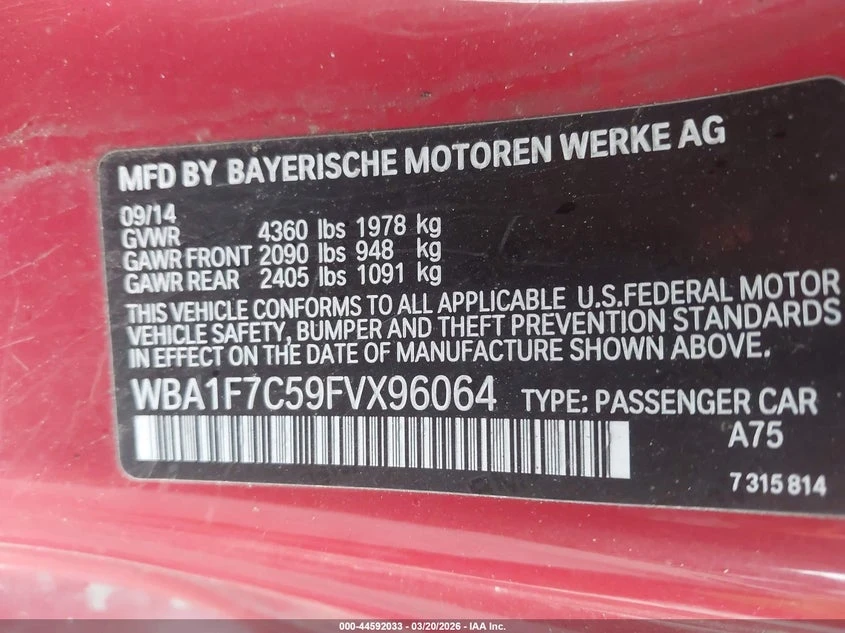 MFD BY BAYERISCHE MOTOREN WERKE AG
09/14
GVWR 4360 lbs 1978 kg
GAWR FRONT 2090 lbs 948 kg
GAWR REAR 2405 lbs 1091 kg
THIS VEHICLE CONFORMS TO ALL APPLICABLE U.S.FEDERAL MOTOR
VEHICLE SAFETY, BUMPER AND THEFT PREVENTION STANDARDS
IN EFFECT ON THE DATE OF MANUFACTURE SHOWN ABOVE.
WBA1F7C59FVX96064 TYPE: PASSENGER CAR
A75
7 315 814
000-44592033 - 03/20/2026 - IAA Inc.